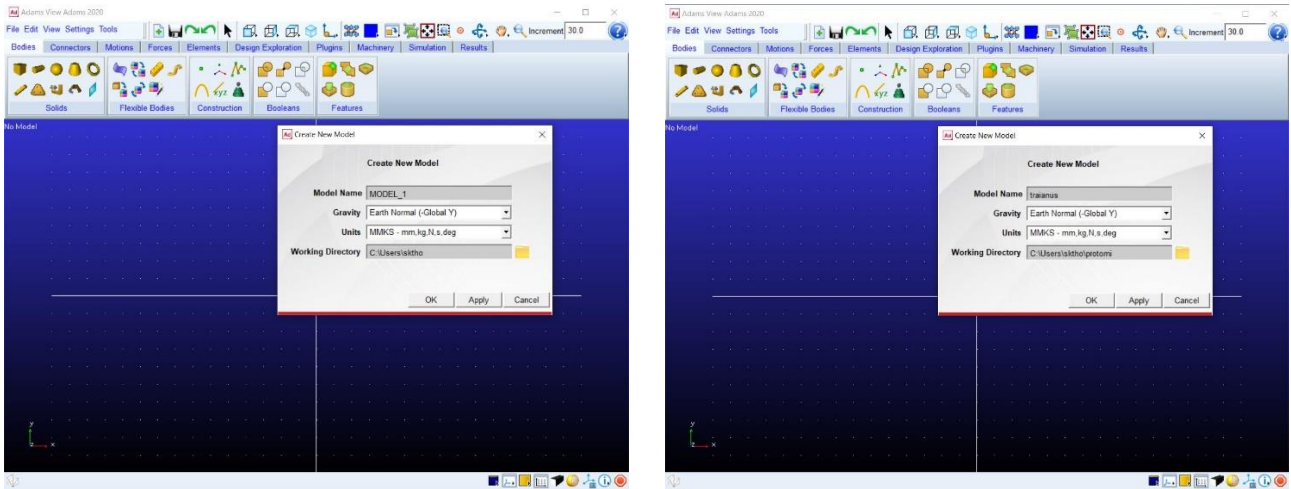 Adams View Adams 2020
File Edit View Settings Tools
Increment 30.0
Bodies Connectors Motions Forces Elements Design Exploration Plugins Machinery Simulation Results
Solids Flexible Bodies Construction Booleans Features
No Model
Create New Model
Create New Model
Model Name MODEL_1
Gravity Earth Normal (-Global Y)
Units MMKS - mm,kg,N,s,deg
Working Directory C:\Users\sktho
OK Apply Cancel
y
z x
Adams View Adams 2020
File Edit View Settings Tools
Increment 30.0
Bodies Connectors Motions Forces Elements Design Exploration Plugins Machinery Simulation Results
Solids Flexible Bodies Construction Booleans Features
No Model
Create New Model
Create New Model
Model Name traianus
Gravity Earth Normal (-Global Y)
Units MMKS - mm,kg,N,s,deg
Working Directory C:\Users\sktho\protomi
OK Apply Cancel
y
z x